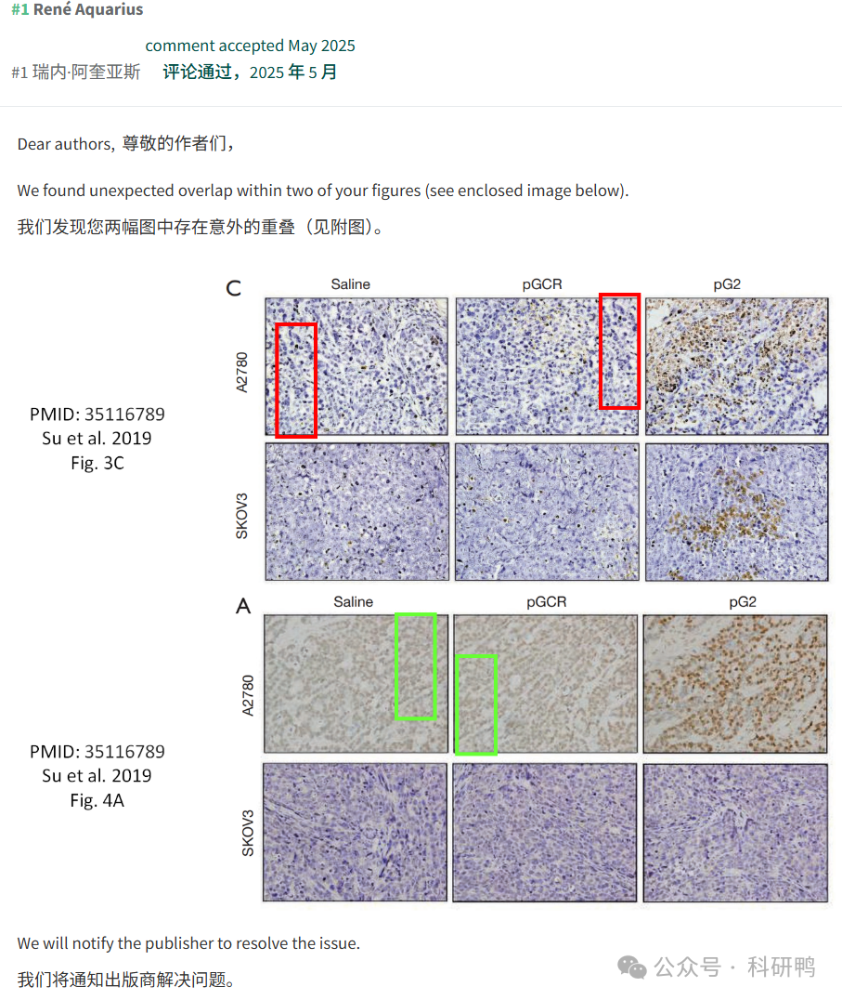 #1 René Aquarius
comment accepted May 2025
#1 瑞内·阿奎亚斯 评论通过，2025 年 5 月
Dear authors, 尊敬的作者们，
We found unexpected overlap within two of your figures (see enclosed image below).
我们发现您两幅图中存在意外的重叠（见附图）。
C Saline pGCR pG2
A2780
PMID: 35116789
Su et al. 2019
Fig. 3C
SKOV3
A Saline pGCR pG2
A2780
PMID: 35116789
Su et al. 2019
Fig. 4A
SKOV3
We will notify the publisher to resolve the issue.
我们将通知出版商解决问题。
公众号 · 科研鸭